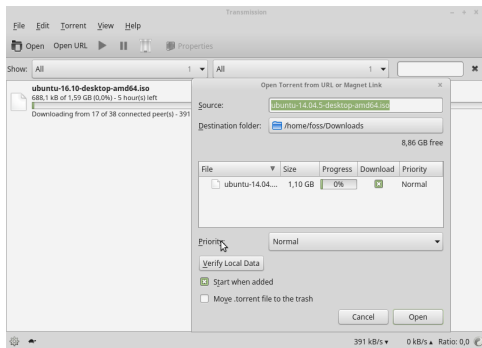 Transmission
File Edit Torrent View Help
Open Open URL Properties
Show: All 1 All 1
ubuntu-16.10-desktop-amd64.iso
688,1 kB of 1,59 GB (0,0%) - 5 hour(s) left
Downloading from 17 of 38 connected peer(s) - 391
Open Torrent from URL or Magnet Link
Source: ubuntu-14.04.5-desktop-amd64.iso
Destination folder: /home/foss/Downloads
8,86 GB free
File Size Progress Download Priority
ubuntu-14.04.... 1,10 GB 0% Normal
Priority: Normal
Verify Local Data
Start when added
Move .torrent file to the trash
Cancel Open
391 kB/s 0 kB/s Ratio: 0,0